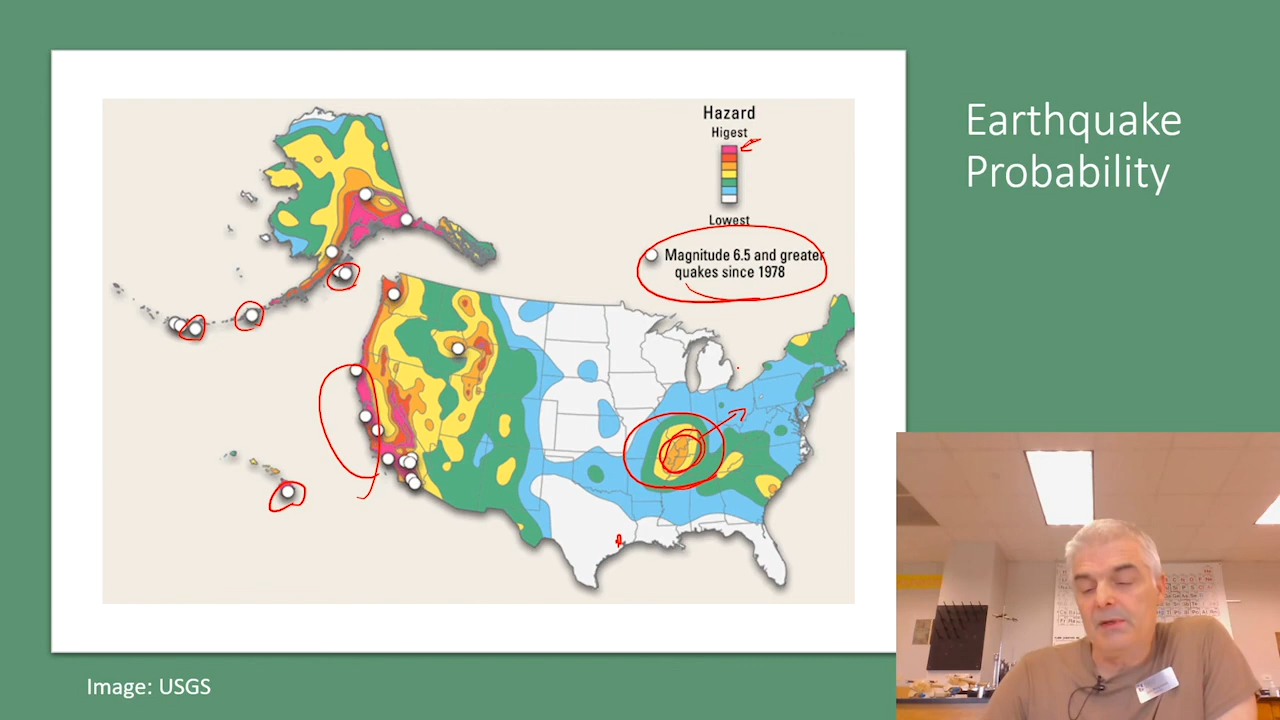 Earthquake
Probability
Hazard
Higest
Lowest
Magnitude 6.5 and greater
quakes since 1978
Image: USGS